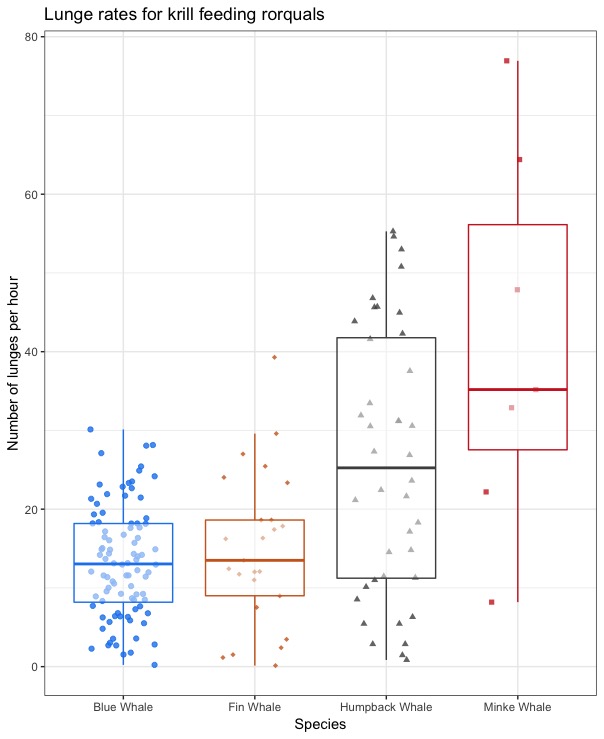 Lunge rates for krill feeding rorquals
Number of lunges per hour
80
60
40
20
0
Blue Whale Fin Whale Humpback Whale Minke Whale
Species